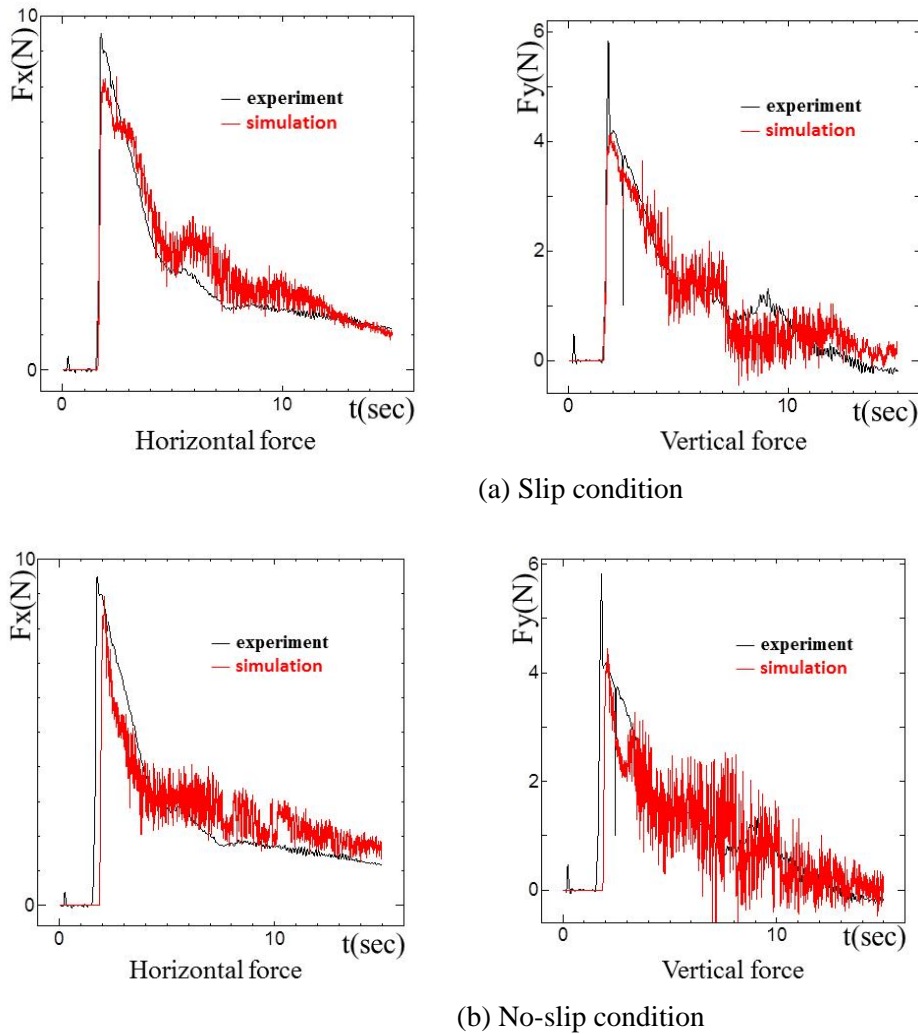 10
Fx(N)
experiment
simulation
0
0
10
t(sec)
Horizontal force
6
Fy(N)
experiment
simulation
4
2
0
0
10
t(sec)
Vertical force
(a) Slip condition
10
Fx(N)
experiment
simulation
0
0
10
t(sec)
Horizontal force
6
Fy(N)
experiment
simulation
4
2
0
0
10
t(sec)
Vertical force
(b) No-slip condition